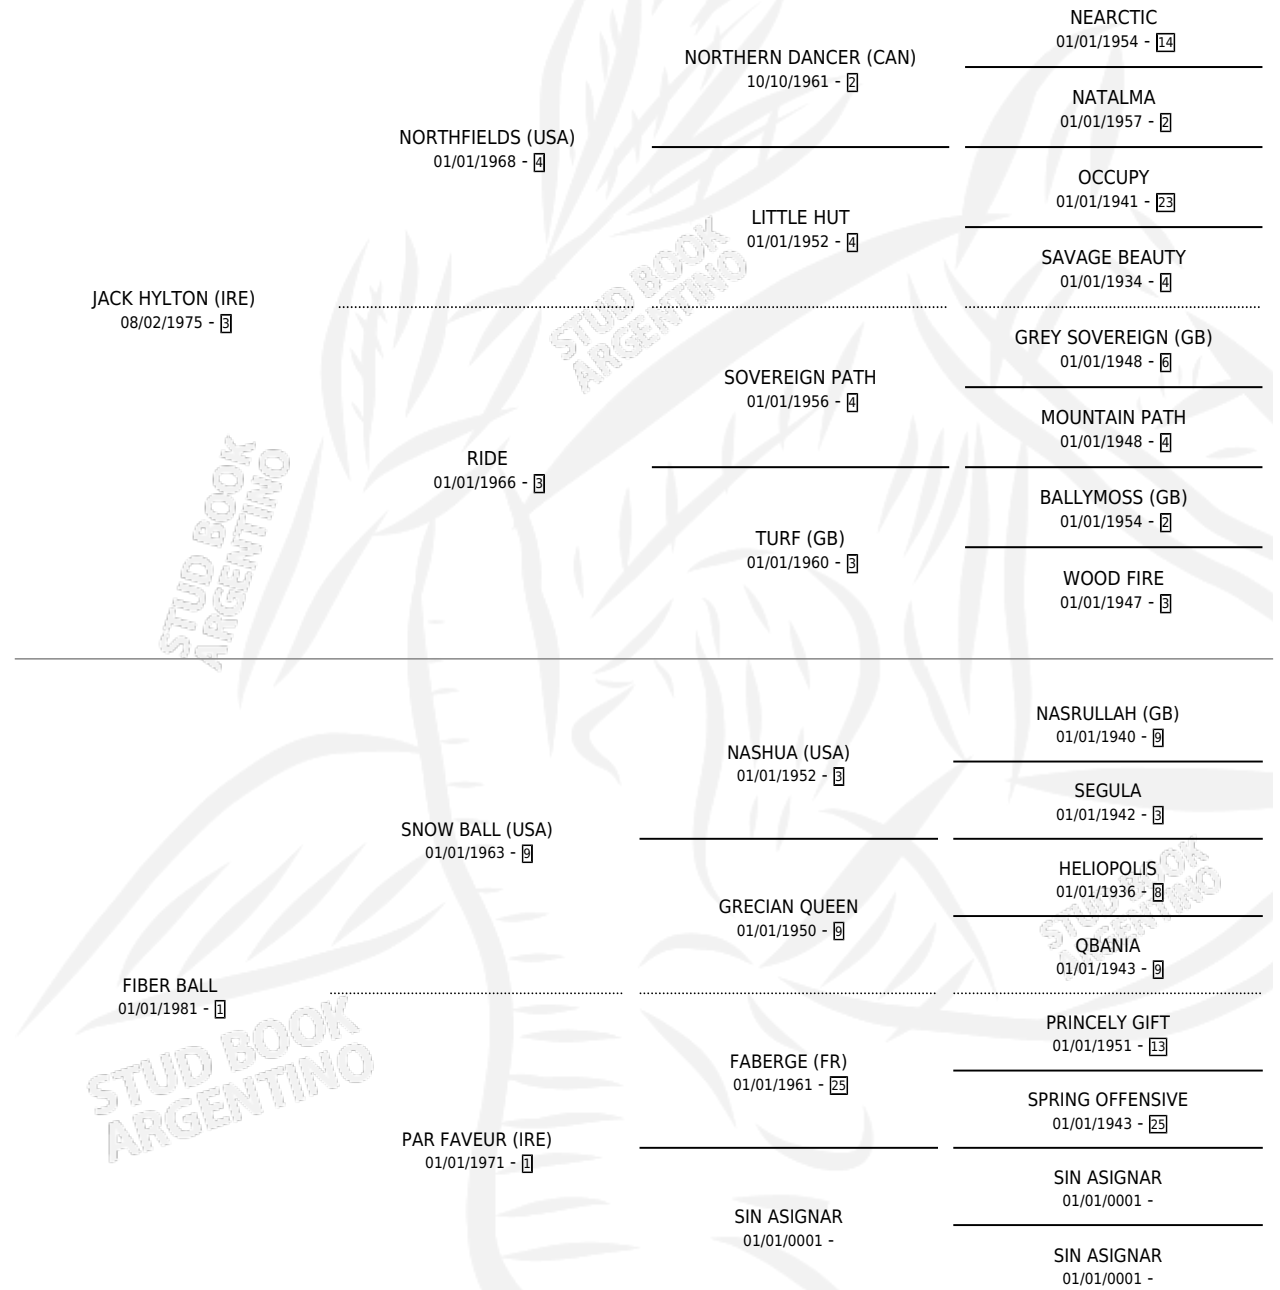 NEARCTIC
01/01/1954 - 14
NORTHERN DANCER (CAN)
10/10/1961 - 2
NATALMA
01/01/1957 - 2
NORTHFIELDS (USA)
01/01/1968 - 4
OCCUPY
01/01/1941 - 23
LITTLE HUT
01/01/1952 - 4
SAVAGE BEAUTY
01/01/1934 - 4
JACK HYLTON (IRE)
08/02/1975 - 3
STUD BOOK
ARGENTINO
GREY SOVEREIGN (GB)
01/01/1948 - 6
SOVEREIGN PATH
01/01/1956 - 4
MOUNTAIN PATH
01/01/1948 - 4
RIDE
01/01/1966 - 3
BALLYMOSS (GB)
01/01/1954 - 2
TURF (GB)
01/01/1960 - 3
WOOD FIRE
01/01/1947 - 3
STUD BOOK
ARGENTINO
NASRULLAH (GB)
01/01/1940 - 9
NASHUA (USA)
01/01/1952 - 3
SEGULA
01/01/1942 - 3
SNOW BALL (USA)
01/01/1963 - 9
HELIOPOLIS
01/01/1936 - 8
GRECIAN QUEEN
01/01/1950 - 9
STUD BOOK
ARGENTINO
QBANIA
01/01/1943 - 9
FIBER BALL
01/01/1981 - 1
PRINCELY GIFT
01/01/1951 - 13
FABERGE (FR)
01/01/1961 - 25
SPRING OFFENSIVE
01/01/1943 - 25
STUD BOOK
ARGENTINO
PAR FAVEUR (IRE)
01/01/1971 - 1
SIN ASIGNAR
01/01/0001 -
SIN ASIGNAR
01/01/0001 -
SIN ASIGNAR
01/01/0001 -